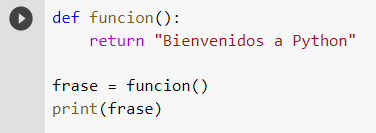 def funcion():
    return "Bienvenidos a Python"

frase = funcion()
print(frase)